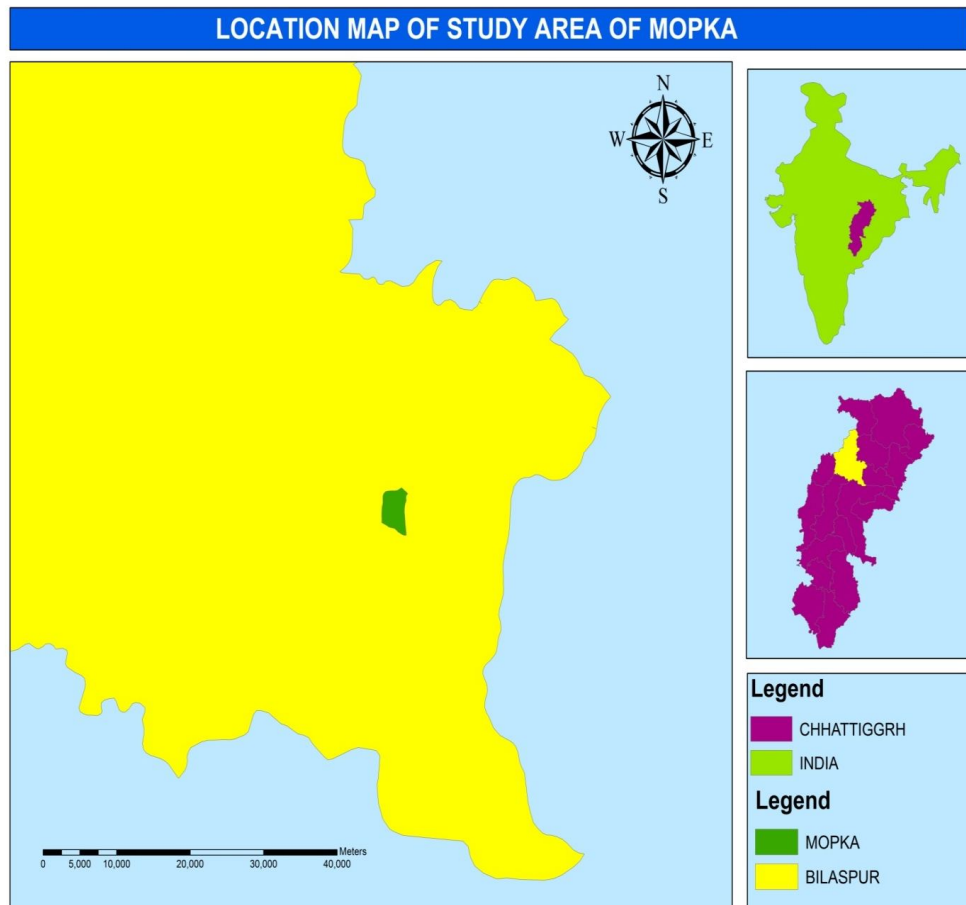 LOCATION MAP OF STUDY AREA OF MOPKA
N
W E
S
Meters
0 5,000 10,000 20,000 30,000 40,000
Legend
CHHATTIGGRH
INDIA
Legend
MOPKA
BILASPUR